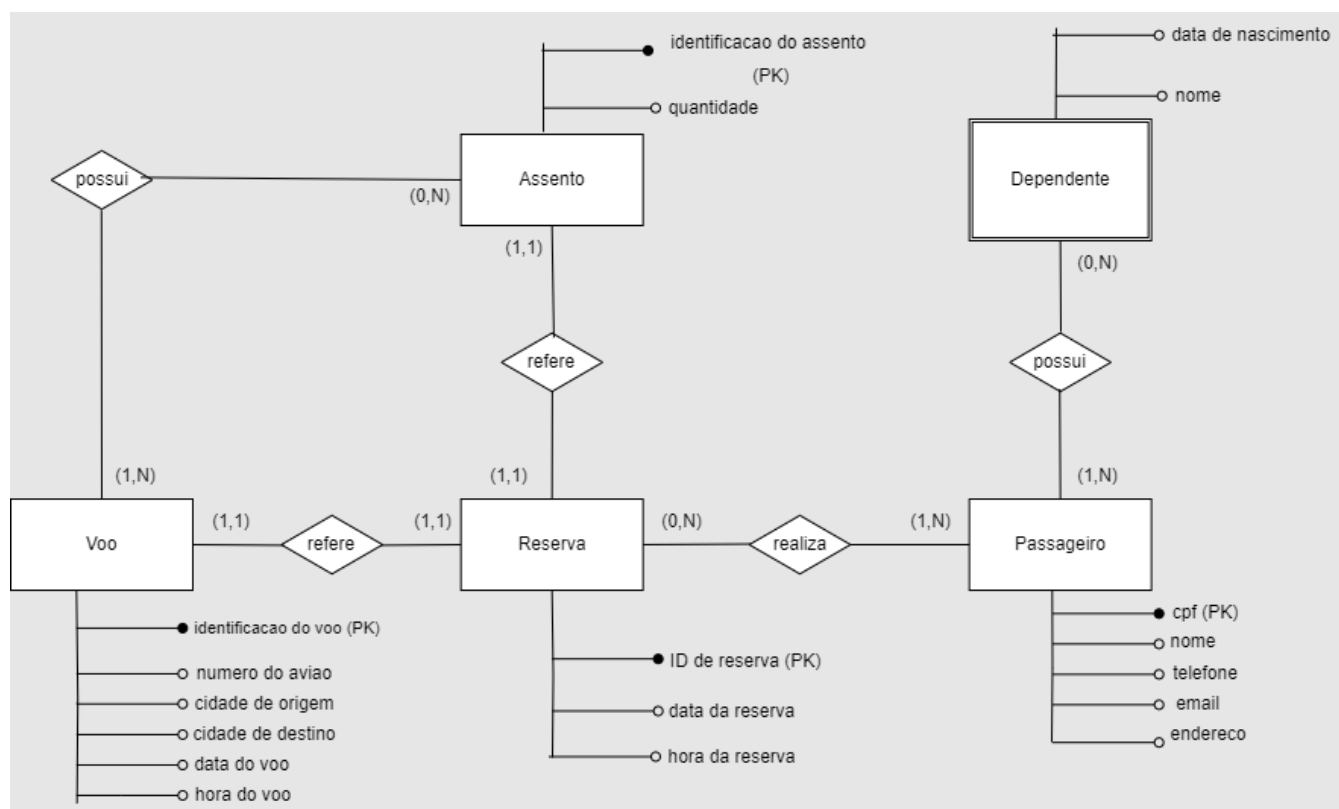 identificacao do assento
(PK)
quantidade
data de nascimento
nome
possui
(0,N)
Assento
Dependente
(1,1)
(0,N)
refere
possui
(1,N)
(1,1)
(1,N)
Voo
(1,1)
refere
(1,1)
Reserva
(0,N)
realiza
(1,N)
Passageiro
identificacao do voo (PK)
numero do aviao
cidade de origem
cidade de destino
data do voo
hora do voo
ID de reserva (PK)
data da reserva
hora da reserva
cpf (PK)
nome
telefone
email
endereco